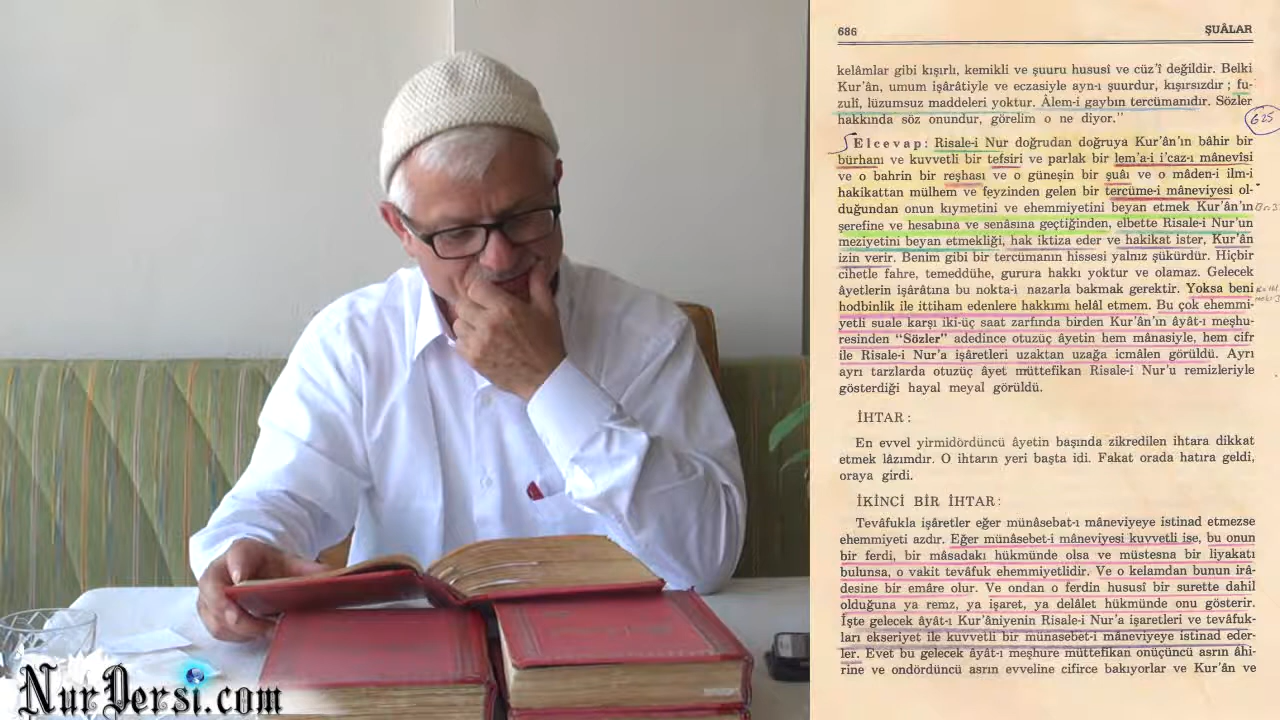 686 ŞUÂLAR
kelâmlar gibi kışırlı, kemikli ve şuuru hususî ve cüz'î değildir. Belki
Kur'ân, umum işârâtiyle ve eczasiyle ayn-ı şuurdur, kışırsızdır ; fu-
zulî, lüzumsuz maddeleri yoktur. Âlem-i gaybın tercümanıdır. Sözler
hakkında söz onundur, görelim o ne diyor."
625
Elcevap: Risale-i Nur doğrudan doğruya Kur'ân'ın bâhir bir
bürhanı ve kuvvetli bir tefsiri ve parlak bir lem'a-i i'caz-ı mânevîsi
ve o bahrin bir reşhası ve o güneşin bir şuâı ve o mâden-i ilm-i
hakikattan mülhem ve feyzinden gelen bir tercüme-i mâneviyesi ol-
duğundan onun kıymetini ve ehemmiyetini beyan etmek Kur'ân'ın
şerefine ve hesabına ve senâsına geçtiğinden, elbette Risale-i Nur'un
meziyetini beyan etmekliği, hak iktiza eder ve hakikat ister, Kur'ân
izin verir. Benim gibi bir tercümanın hissesi yalnız şükürdür. Hiçbir
cihetle fahre, temeddühe, gurura hakkı yoktur ve olamaz. Gelecek
âyetlerin işârâtına bu nokta-i nazarla bakmak gerektir. Yoksa beni
hodbinlik ile ittiham edenlere hakkımı helâl etmem. Bu çok ehemmi-
yetli suale karşı iki-üç saat zarfında birden Kur'ân'ın âyât-ı meşhu-
resinden "Sözler" adedince otuzüç âyetin hem mânasiyle, hem cifr
ile Risale-i Nur'a işâretleri uzaktan uzağa icmâlen görüldü. Ayrı
ayrı tarzlarda otuzüç âyet müttefikan Risale-i Nur'u remizleriyle
gösterdiği hayal meyal görüldü.
İHTAR :
En evvel yirmidördüncü âyetin başında zikredilen ihtara dikkat
etmek lâzımdır. O ihtarın yeri başta idi. Fakat orada hatıra geldi,
oraya girdi.
İKİNCİ BİR İHTAR:
Tevâfukla işâretler eğer münâsebat-ı mâneviyeye istinad etmezse
ehemmiyeti azdır. Eğer münâsebet-i mâneviyesi kuvvetli ise, bu onun
bir ferdi, bir mâsadakı hükmünde olsa ve müstesna bir liyakatı
bulunsa, o vakit tevâfuk ehemmiyetlidir. Ve o kelamdan bunun irâ-
desine bir emâre olur. Ve ondan o ferdin hususî bir surette dahil
olduğuna ya remz, ya işaret, ya delâlet hükmünde onu gösterir.
İşte gelecek âyât-ı Kur'âniyenin Risale-i Nur'a işaretleri ve tevâfuk-
ları ekseriyet ile kuvvetli bir münasebet-i mâneviyeye istinad eder-
ler. Evet bu gelecek âyât-ı meşhure müttefikan onüçüncü asrın âhi-
rine ve ondördüncü asrın evveline cifirce bakıyorlar ve Kur'ân ve
NurDersi.com